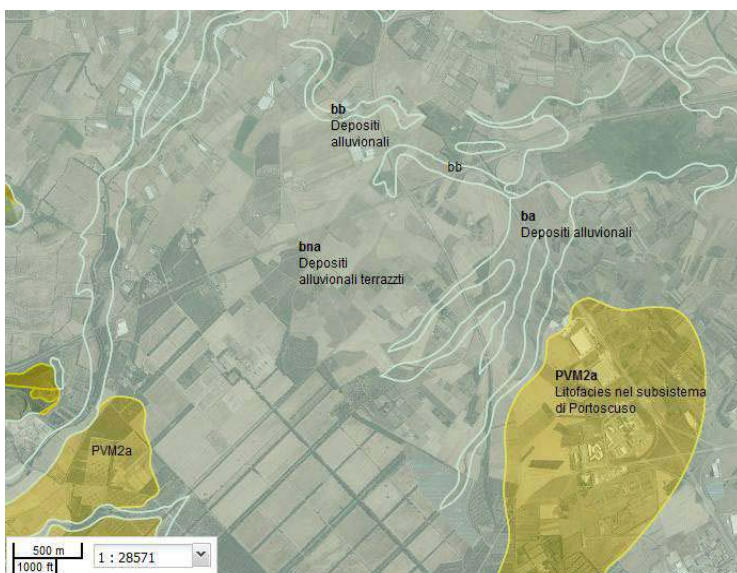 bb
Depositi
alluvionali
bb
ba
Depositi alluvionali
bna
Depositi
alluvionali terrazzti
PVM2a
Litofacies nel subsistema
di Portoscuso
PVM2a
500 m
1000 ft
1 : 28571